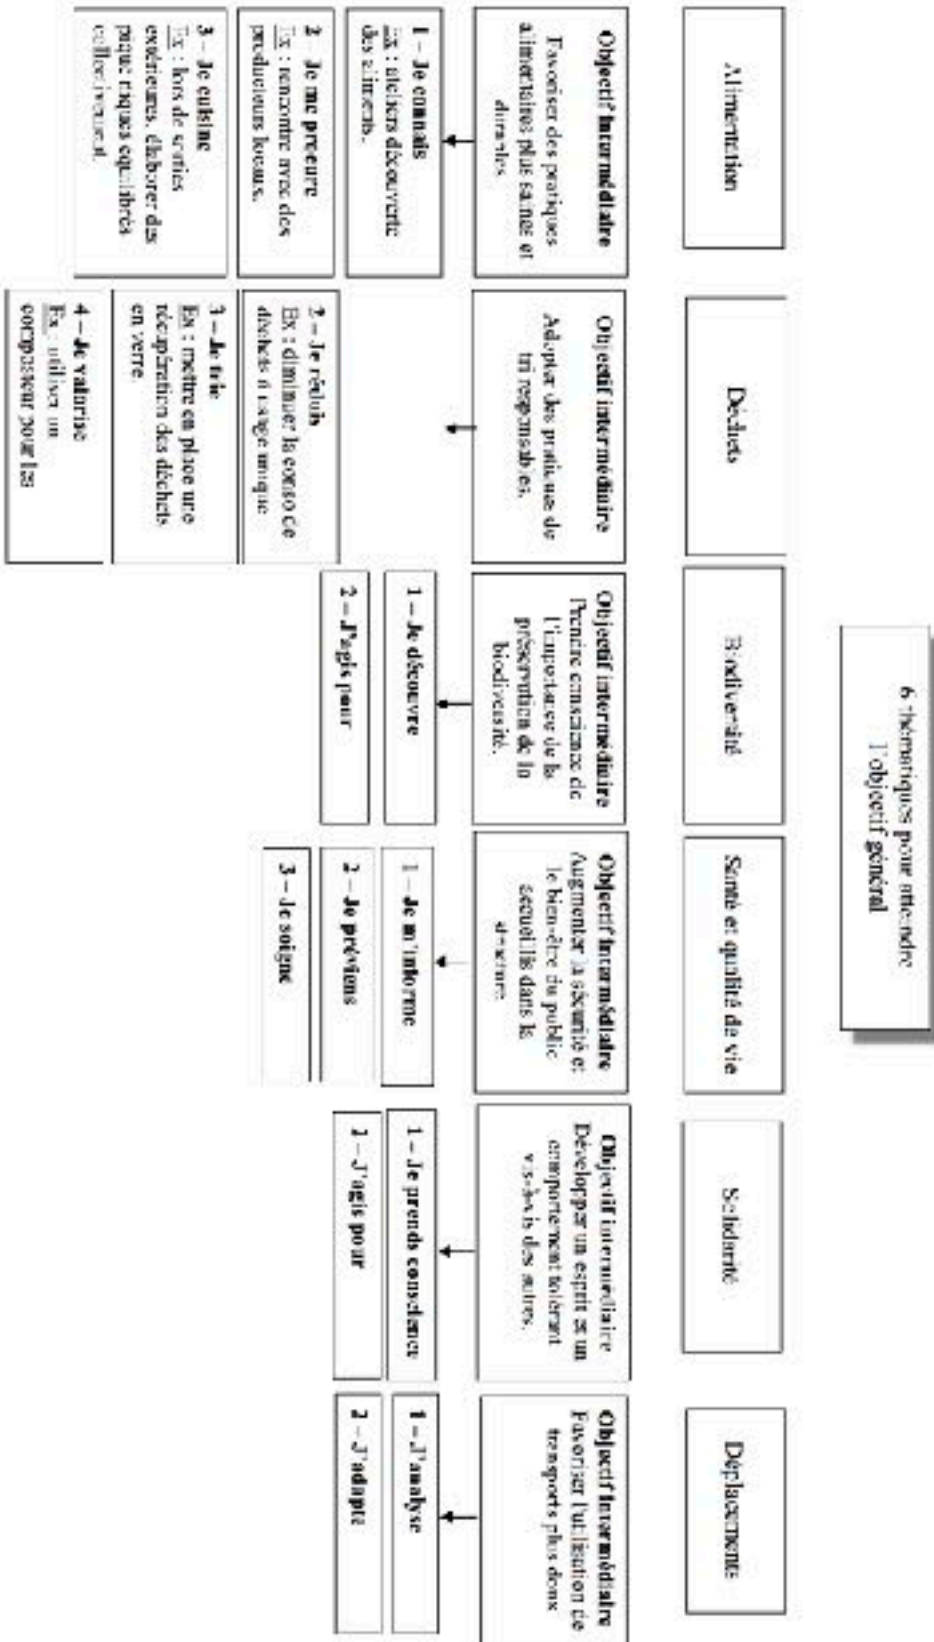 6 thématiques pour atteindre
l'objectif général
Alimentation
Déchets
Biodiversité
Santé et qualité de vie
Solidarité
Déplacements
Objectif intermédiaire
Favoriser des pratiques
alimentaires plus saines et
durables.
Objectif intermédiaire
Adopter des pratiques de
tri responsables.
Objectif intermédiaire
Prendre conscience de
l'importance de la
préservation de la
biodiversité.
Objectif intermédiaire
Augmenter la sécurité et
le bien-être du public
accueillis dans la
structure
Objectif intermédiaire
Développer un esprit et un
comportement tolérant
vis-à-vis des autres.
Objectif intermédiaire
Favoriser l'utilisation de
transports plus doux
1 – Je connais
Ex : ateliers découverte
des aliments.
2 – Je me procure
Ex : rencontre avec des
producteurs locaux.
3 – Je cuisine
Ex : lors de sorties
extérieures, élaborer des
pique niques équilibrés
collectivement.
2 – Je réduis
Ex : diminuer la conso de
déchets à usage unique
3 – Je trie
Ex : mettre en place une
récupération des déchets
en verre.
4 – Je valorise
Ex : utiliser un
composteur pour les
1 – Je découvre
2 – J'agis pour
1 – Je m'informe
2 – Je préviens
3 – Je soigne
1 – Je prends conscience
2 – J'agis pour
1 – J'analyse
2 – J'adapte